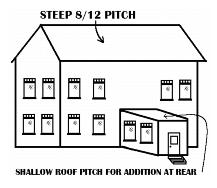 STEEP 8/12 PITCH
SHALLOW ROOF PITCH FOR ADDITION AT REAR